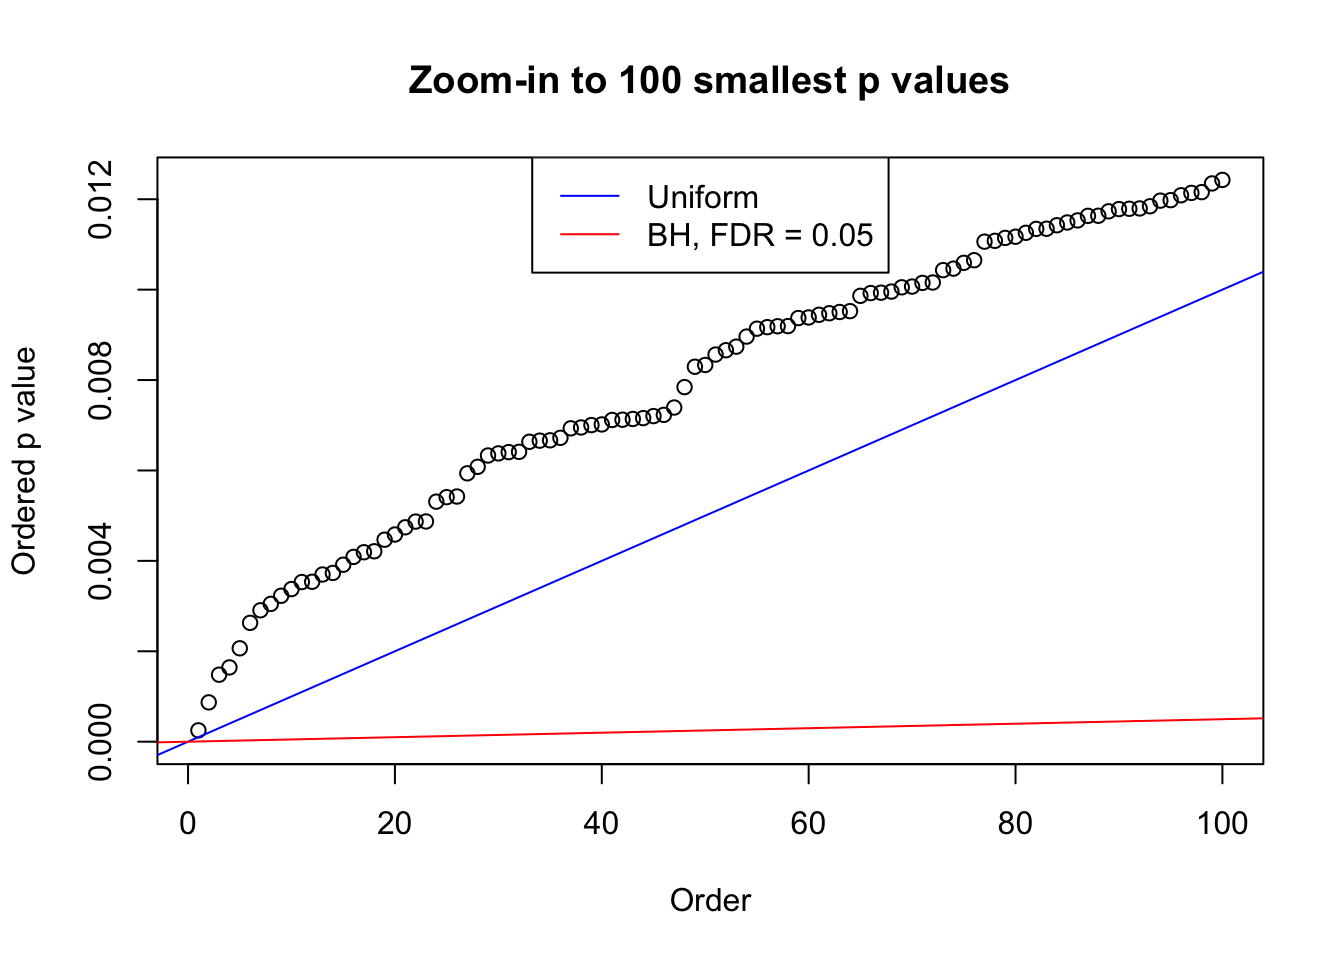 Zoom-in to 100 smallest p values
Uniform
BH, FDR = 0.05
Ordered p value
0.012
0.008
0.004
0.000
0 20 40 60 80 100
Order